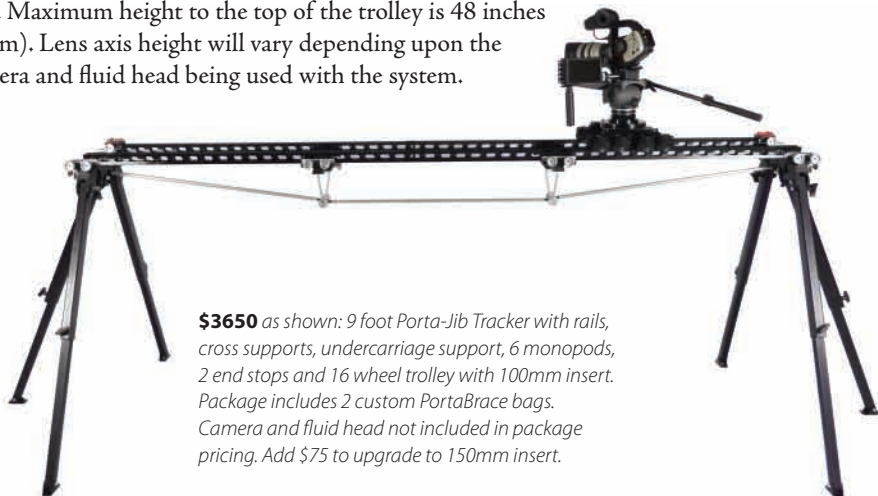 . Maximum height to the top of the trolley is 48 inches
m). Lens axis height will vary depending upon the
era and fluid head being used with the system.
$3650 as shown: 9 foot Porta-Jib Tracker with rails,
cross supports, undercarriage support, 6 monopods,
2 end stops and 16 wheel trolley with 100mm insert.
Package includes 2 custom PortaBrace bags.
Camera and fluid head not included in package
pricing. Add $75 to upgrade to 150mm insert.